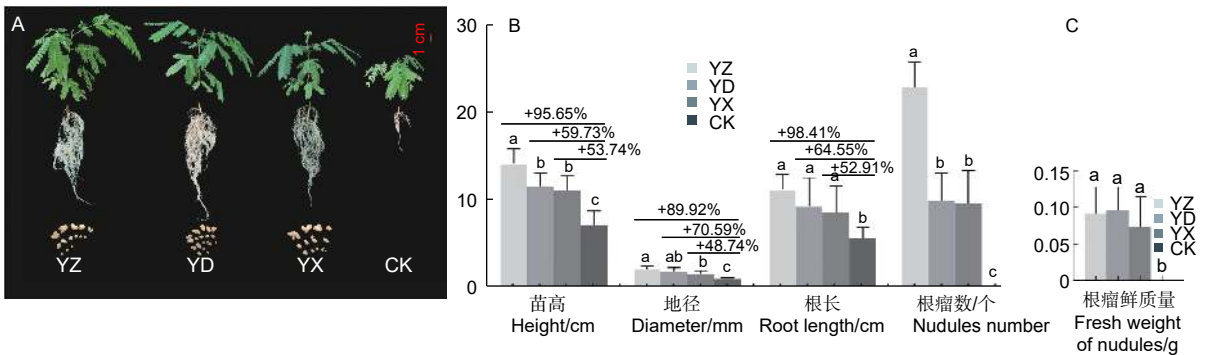 A
1 cm
YZ
YD
YX
CK
B
30
20
10
0
YZ
YD
YX
CK
+95.65%
+59.73%
+53.74%
a
b
b
c
+89.92%
+70.59%
+48.74%
a
ab
b
c
+98.41%
+64.55%
+52.91%
a
a
a
b
a
b
b
c
苗高
Height/cm
地径
Diameter/mm
根长
Root length/cm
根瘤数/个
Nodules number
C
0.15
0.10
0.05
0
a
a
a
b
YZ
YD
YX
CK
根瘤鲜质量
Fresh weight
of nodules/g